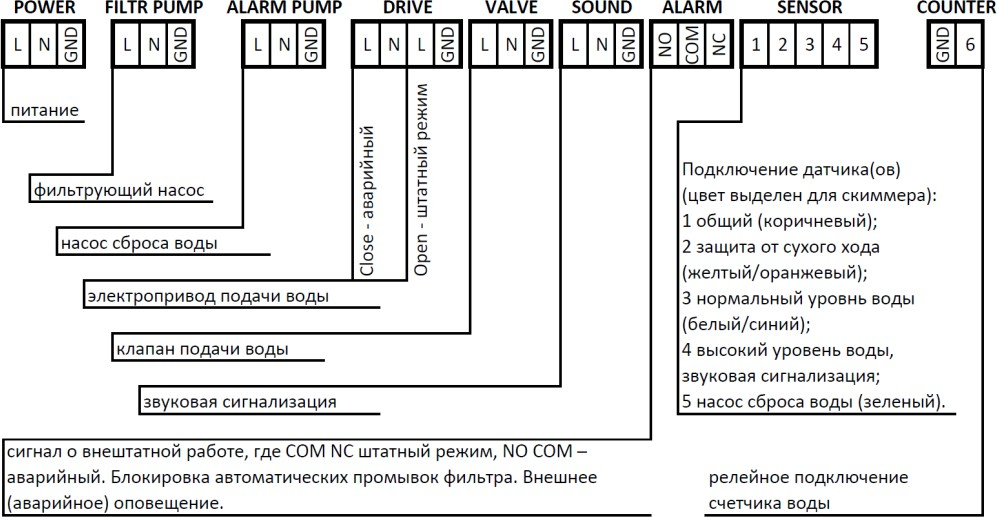 POWER FILTR PUMP ALARM PUMP DRIVE VALVE SOUND ALARM SENSOR COUNTER
L N GND L N GND L N GND L N L GND L N GND L N GND NO COM NC 1 2 3 4 5 GND 6
питание
фильтрующий насос
насос сброса воды
Close - аварийный
Open - штатный режим
электропривод подачи воды
клапан подачи воды
звуковая сигнализация
Подключение датчика(ов)
(цвет выделен для скиммера):
1 общий (коричневый);
2 защита от сухого хода
(желтый/оранжевый);
3 нормальный уровнь воды
(белый/синий);
4 высокий уровень воды,
звуковая сигнализация;
5 насос сброса воды (зеленый).
сигнал о внештатной работе, где COM NC штатный режим, NO COM –
аварийный. Блокировка автоматических промывок фильтра. Внешнее
(аварийное) оповещение.
релейное подключение
счетчика воды